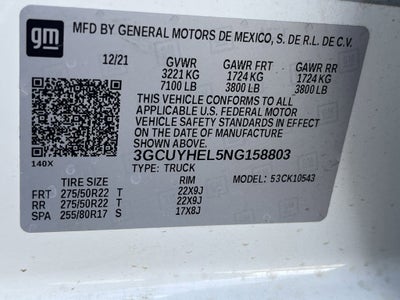 gm
MFD BY GENERAL MOTORS DE MEXICO, S. DE R.L. DE C.V.
12/21 GVWR GAWR FRT GAWR RR
3221 KG 1724 KG 1724 KG
7100 LB 3800 LB 3800 LB
THIS VEHICLE CONFORMS TO ALL
APPLICABLE U.S. FEDERAL MOTOR
VEHICLE SAFETY AND THEFT PREVENTION
STANDARDS IN EFFECT ON THE DATE
OF MANUFACTURE SHOWN ABOVE.
3GCUYHEL5NG158803
140X
TYPE: TRUCK MODEL: 53CK10543
TIRE SIZE RIM
FRT 275/50R22 T 22X9J
RR 275/50R22 T 22X9J
SPA 255/80R17 S 17X8J